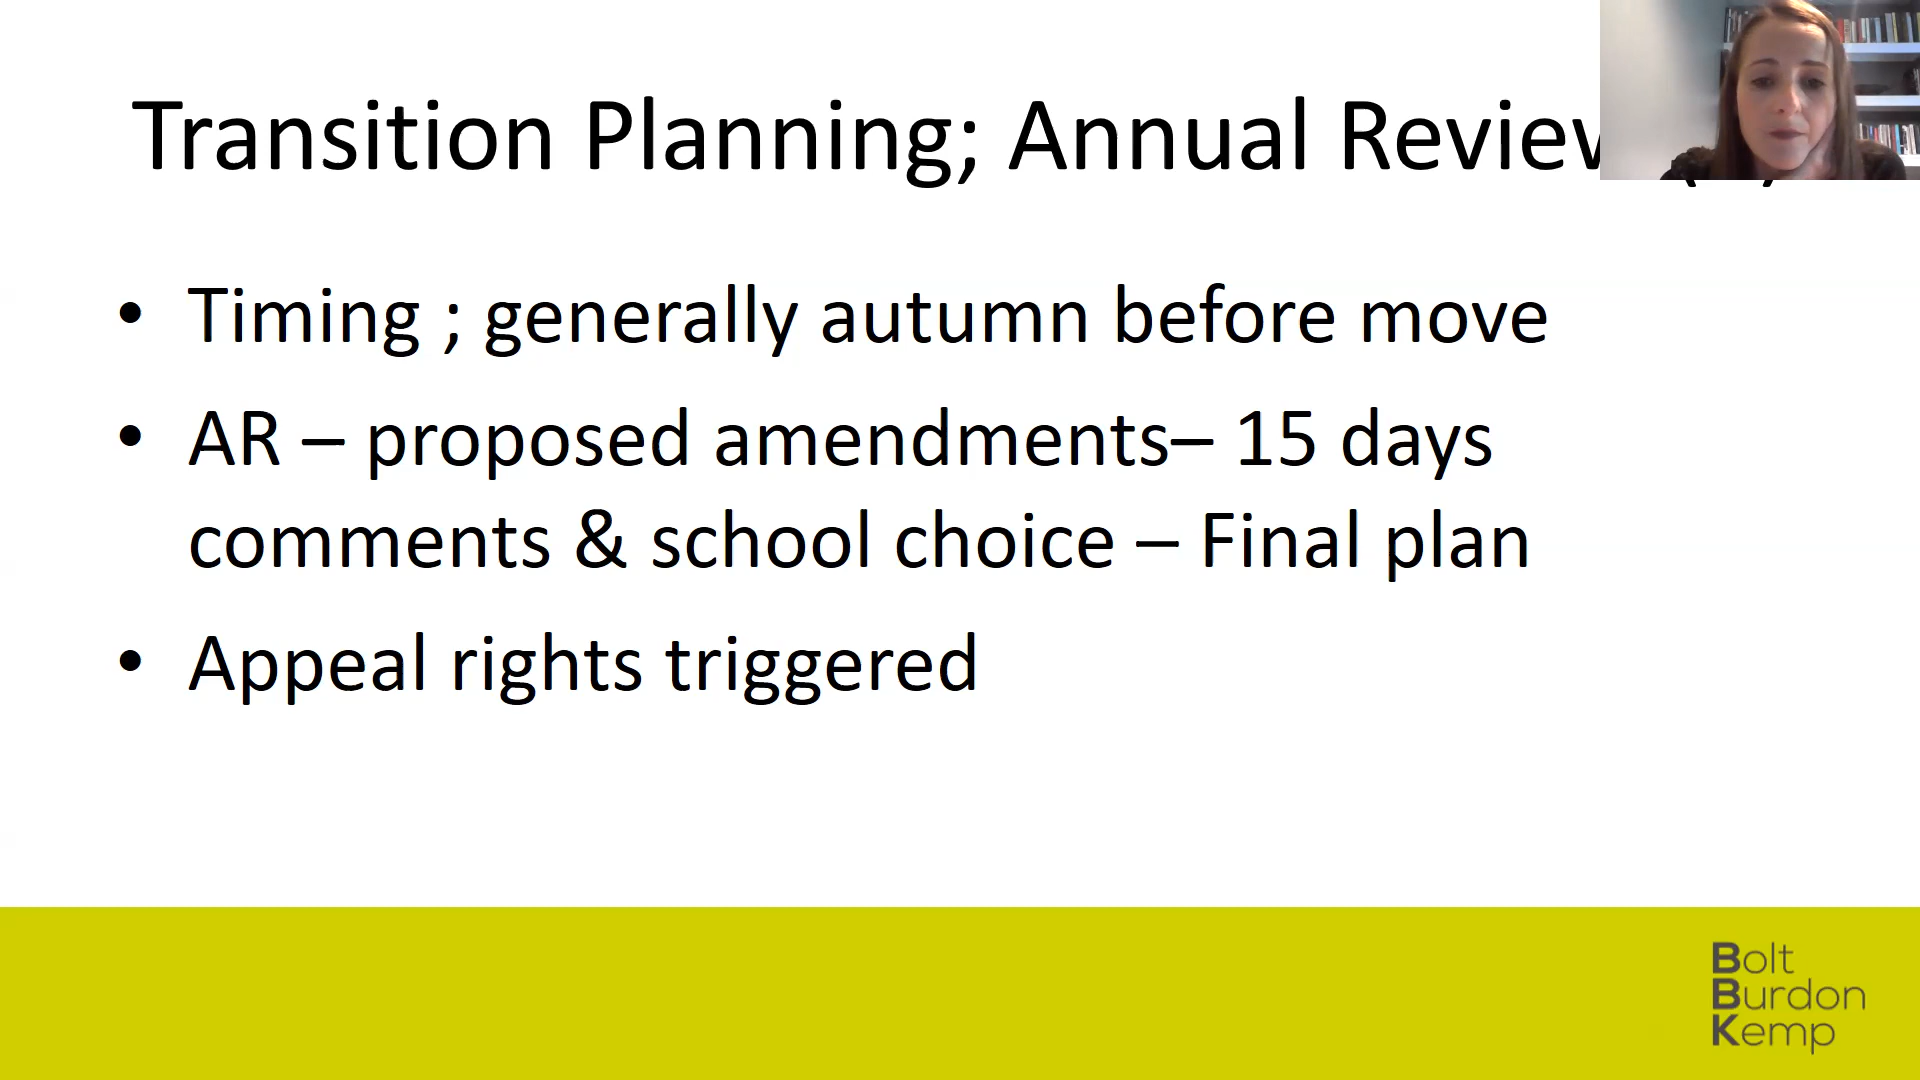 Transition Planning; Annual Review
• Timing ; generally autumn before move
• AR – proposed amendments– 15 days
comments & school choice – Final plan
• Appeal rights triggered
Bolt
Burdon
Kemp